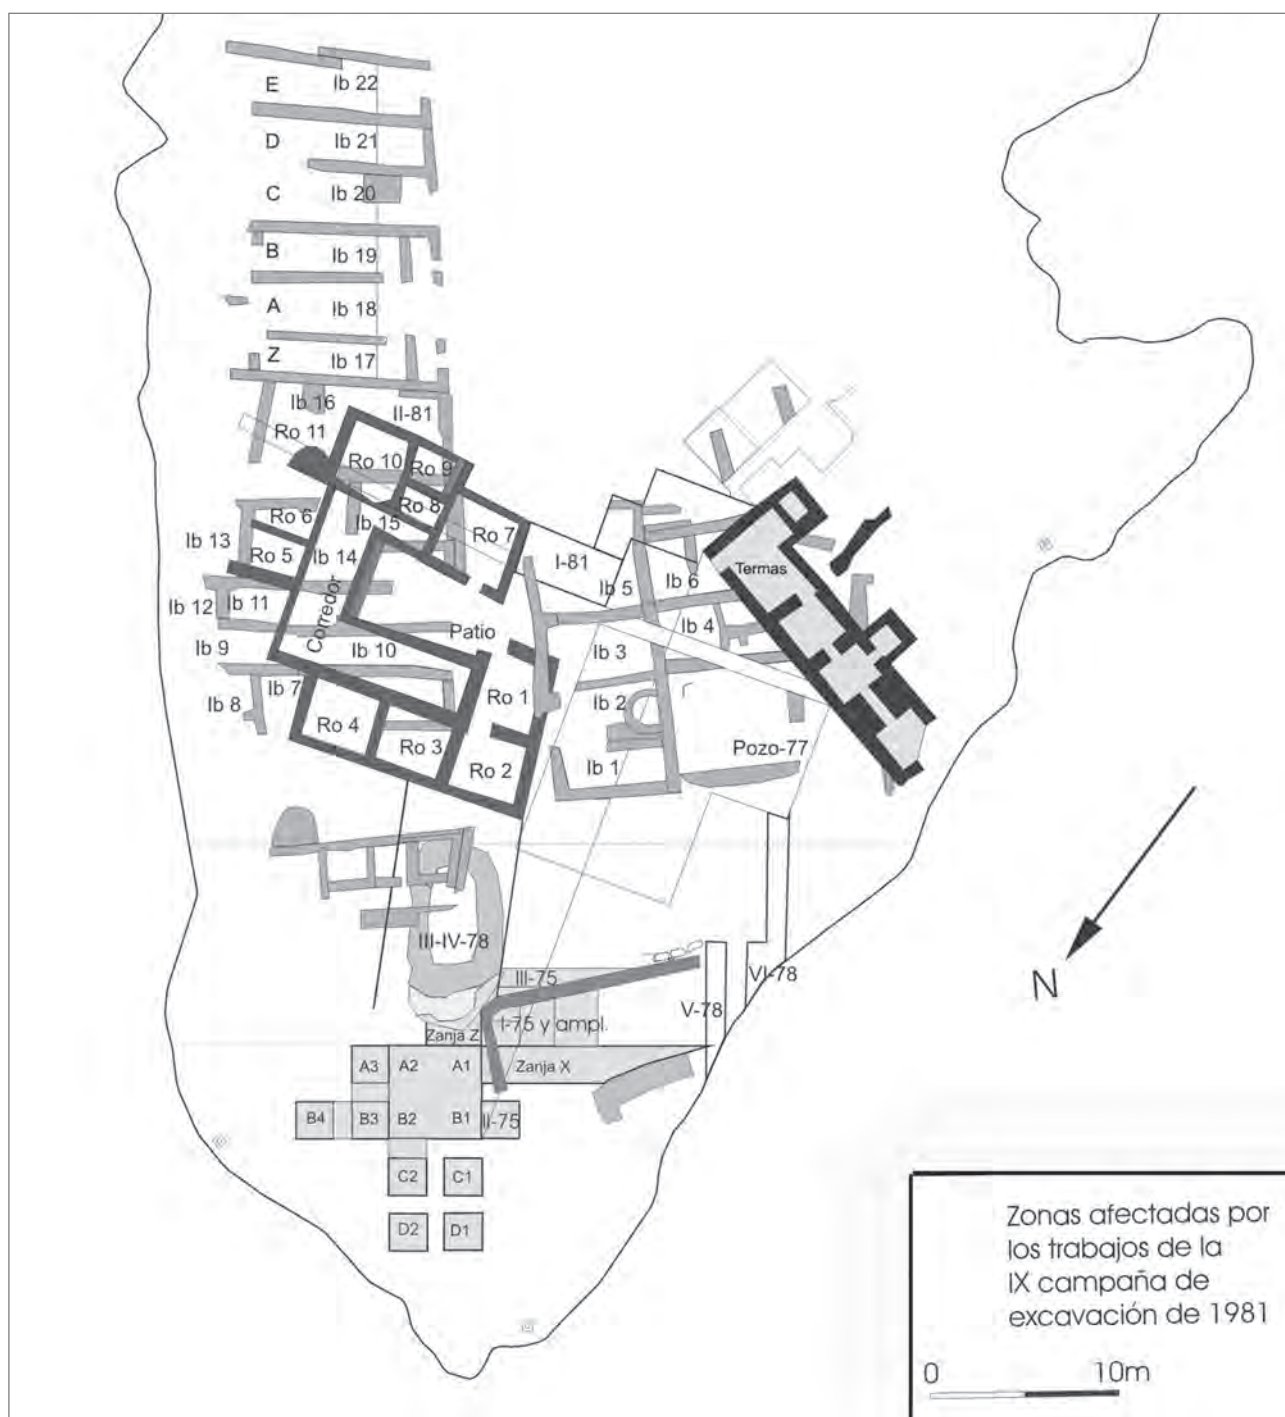 E
Ib 22
D
Ib 21
C
Ib 20
B
Ib 19
A
Ib 18
Z
Ib 17
Ib 16
II-81
Ro 11
Ro 10
Ro 9
Ro 8
Ro 6
Ib 15
Ro 7
Ib 13
Ro 5
Ib 14
I-81
Ib 5
Ib 6
Termas
Ib 12
Ib 11
Corredor
Patio
Ib 4
Ib 9
Ib 10
Ib 3
Ib 8
Ib 7
Ro 1
Ib 2
Ro 4
Ro 3
Ro 2
Ib 1
Pozo-77
III-IV-78
III-75
VI-78
V-78
I-75 y ampl.
Zanja Z
Zanja X
A3
A2
A1
B4
B3
B2
B1
II-75
C2
C1
D2
D1
N
Zonas afectadas por
los trabajos de la
IX campaña de
excavación de 1981
0
10m